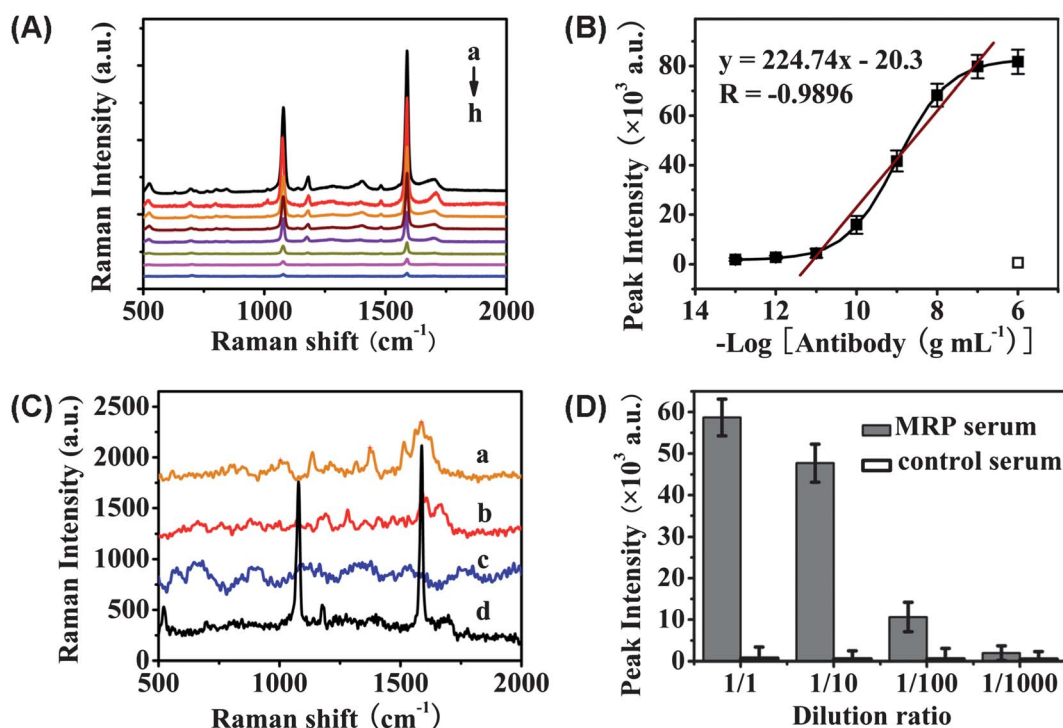 (A)
Raman Intensity (a.u.)
a
h
500 1000 1500 2000
Raman shift (cm⁻¹)
(B)
Peak Intensity (×10³ a.u.)
y = 224.74x - 20.3
R = -0.9896
80
60
40
20
0
14 12 10 8 6
-Log [Antibody (g mL⁻¹)]
(C)
Raman Intensity (a.u.)
2500
2000
1500
1000
500
0
a
b
c
d
500 1000 1500 2000
Raman shift (cm⁻¹)
(D)
Peak Intensity (×10³ a.u.)
60
50
40
30
20
10
0
MRP serum
control serum
1/1 1/10 1/100 1/1000
Dilution ratio